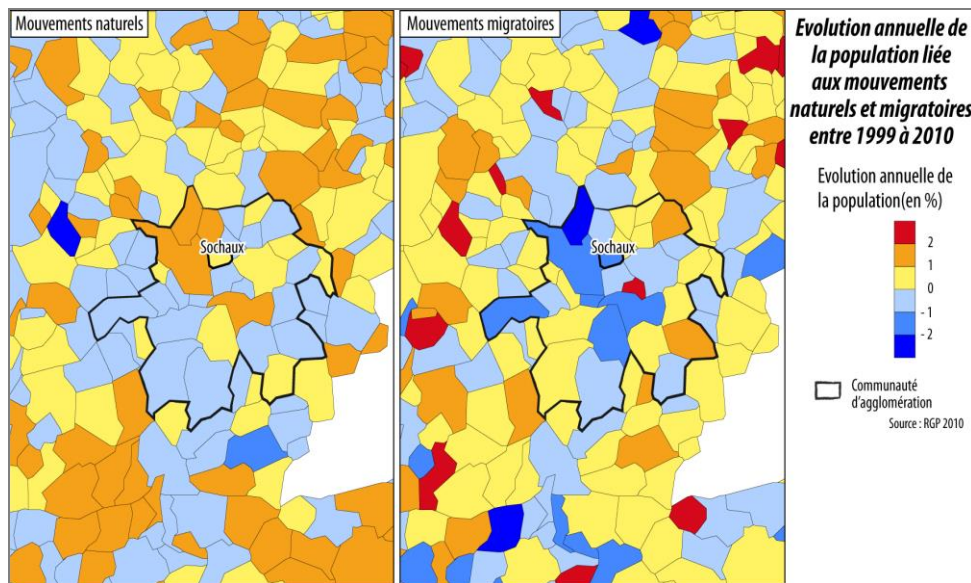 Mouvements naturels
Mouvements migratoires
Evolution annuelle de
la population liée
aux mouvements
naturels et migratoires
entre 1999 à 2010
Evolution annuelle de
la population(en %)
2
1
0
-1
-2
Communauté
d'agglomération
Source : RGP 2010
Sochaux
Sochaux